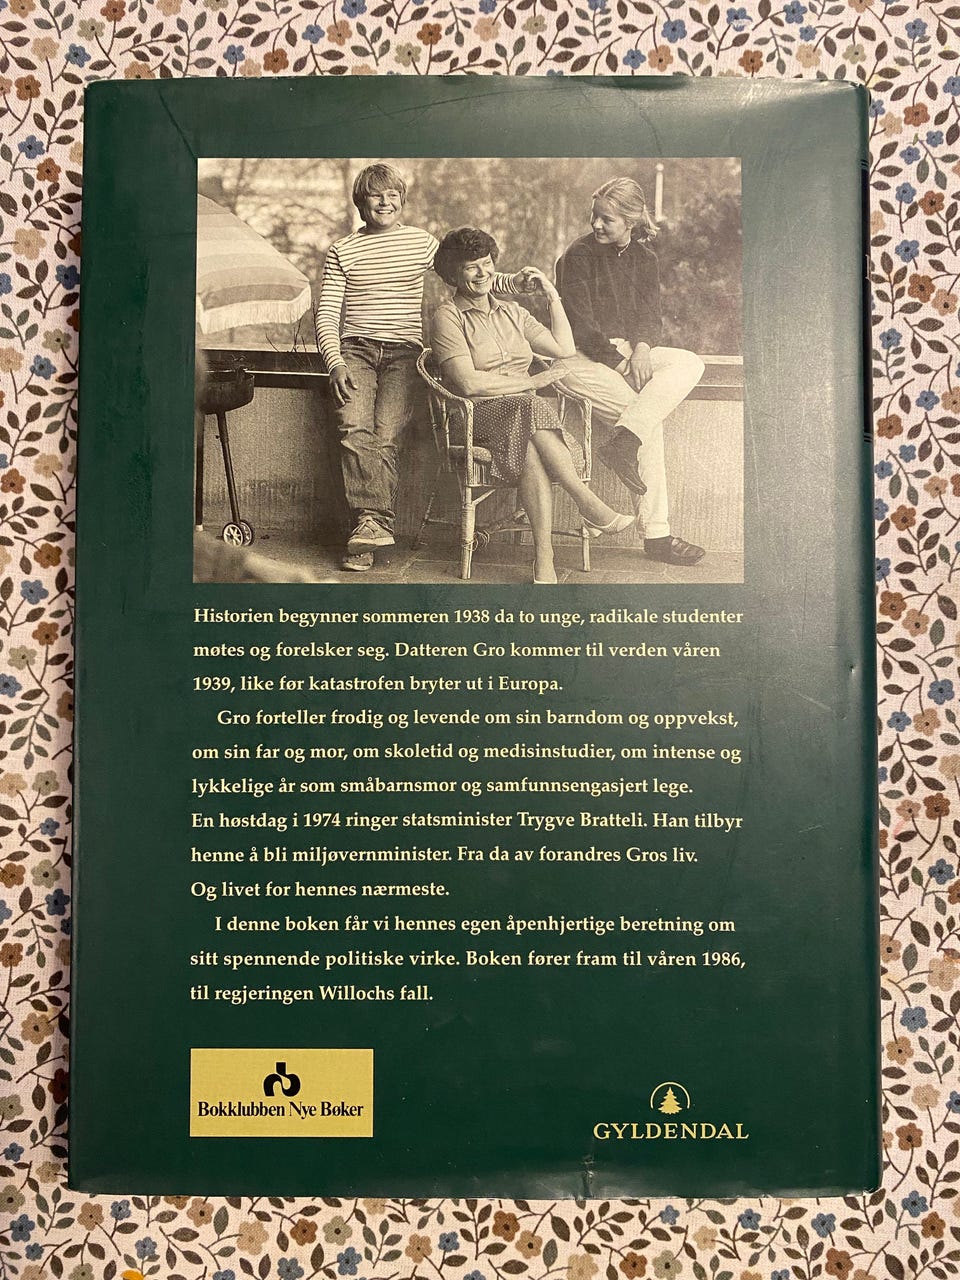 Historien begynner sommeren 1938 da to unge, radikale studenter
møtes og forelsker seg. Datteren Gro kommer til verden våren
1939, like før katastrofen bryter ut i Europa.
Gro forteller frodig og levende om sin barndom og oppvekst,
om sin far og mor, om skoletid og medisinstudier, om intense og
lykkelige år som småbarnsmor og samfunnsengasjert lege.
En høstdag i 1974 ringer statsminister Trygve Bratteli. Han tilbyr
henne å bli miljøvernminister. Fra da av forandres Gros liv.
Og livet for hennes nærmeste.
I denne boken får vi hennes egen åpenhjertige beretning om
sitt spennende politiske virke. Boken fører fram til våren 1986,
til regjeringen Willochs fall.
Bokklubben Nye Bøker
GYLDENDAL